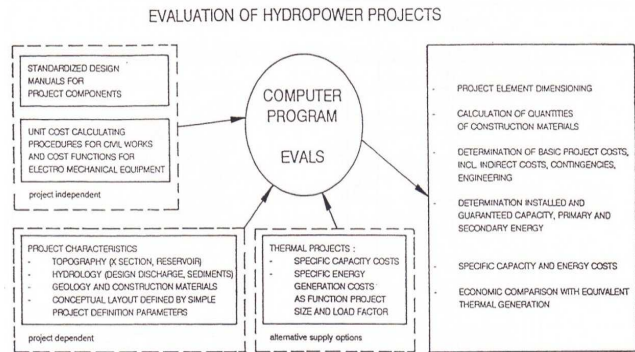 EVALUATION OF HYDROPOWER PROJECTS
STANDARDIZED DESIGN
MANUALS FOR
PROJECT COMPONENTS
UNIT COST CALCULATING
PROCEDURES FOR CIVIL WORKS
AND COST FUNCTIONS FOR
ELECTRO MECHANICAL EQUIPMENT
project independent
COMPUTER
PROGRAM
EVALS
- PROJECT ELEMENT DIMENSIONING
- CALCULATION OF QUANTITIES
OF CONSTRUCTION MATERIALS
- DETERMINATION OF BASIC PROJECT COSTS,
INCL. INDIRECT COSTS, CONTINGENCIES,
ENGINEERING
- DETERMINATION INSTALLED AND
GUARANTEED CAPACITY, PRIMARY AND
SECONDARY ENERGY
- SPECIFIC CAPACITY AND ENERGY COSTS
- ECONOMIC COMPARISON WITH EQUIVALENT
THERMAL GENERATION
PROJECT CHARACTERISTICS
- TOPOGRAPHY (X SECTION, RESERVOIR)
- HYDROLOGY (DESIGN DISCHARGE, SEDIMENTS)
- GEOLOGY AND CONSTRUCTION MATERIALS
- CONCEPTUAL LAYOUT DEFINED BY SIMPLE
PROJECT DEFINITION PARAMETERS
project dependent
THERMAL PROJECTS :
- SPECIFIC CAPACITY COSTS
- SPECIFIC ENERGY
GENERATION COSTS
AS FUNCTION PROJECT
SIZE AND LOAD FACTOR
alternative supply options